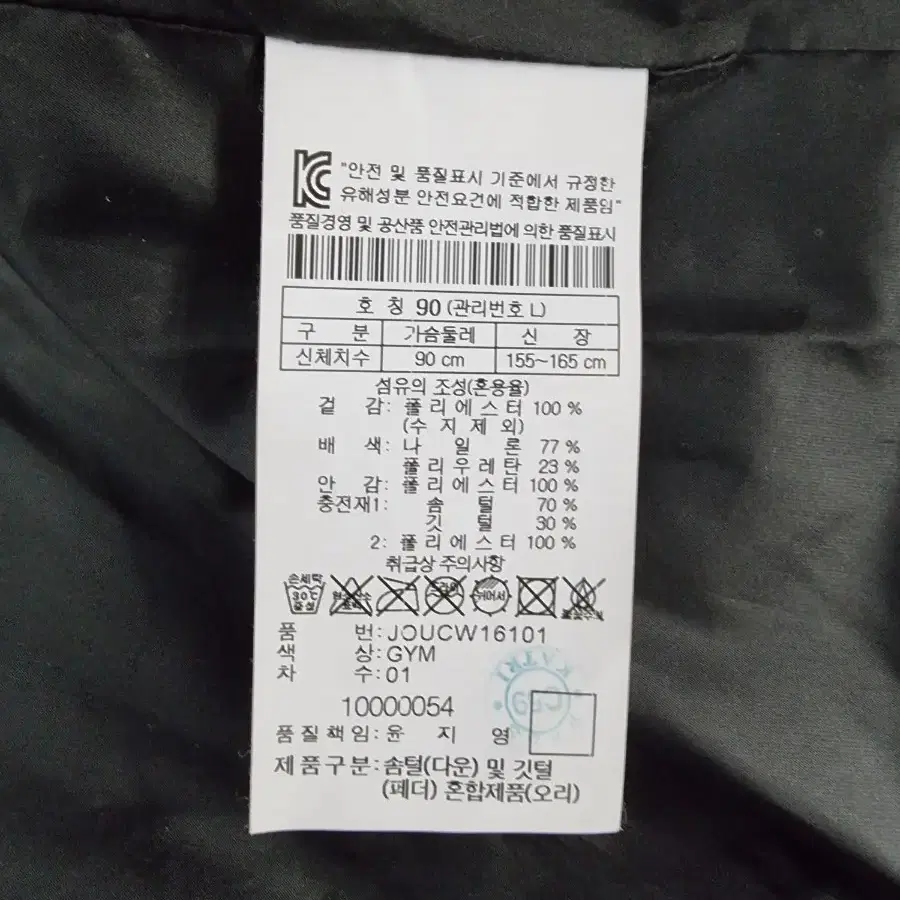 KC "안전 및 품질표시 기준에서 규정한
유해성분 안전요건에 적합한 제품임"
품질경영 및 공산품 안전관리법에 의한 품질표시
호 칭 90 (관리번호 L)
구 분 가슴둘레 신 장
신체치수 90 cm 155~165 cm
섬유의 조성(혼용율)
겉 감: 폴리에스터 100 %
(수 지 제 외)
배 색: 나 일 론 77 %
폴리우레탄 23 %
안 감: 폴리에스터 100 %
충전재1: 솜 털 70 %
깃 털 30 %
2: 폴리에스터 100 %
취급상 주의사항
손세탁
30℃
중성
품 번: JOUCW16101
색 상: GYM
차 수: 01
KATRI
10000054
품질책임: 윤 지 영
제품구분: 솜털(다운) 및 깃털
(페더) 혼합제품(오리)